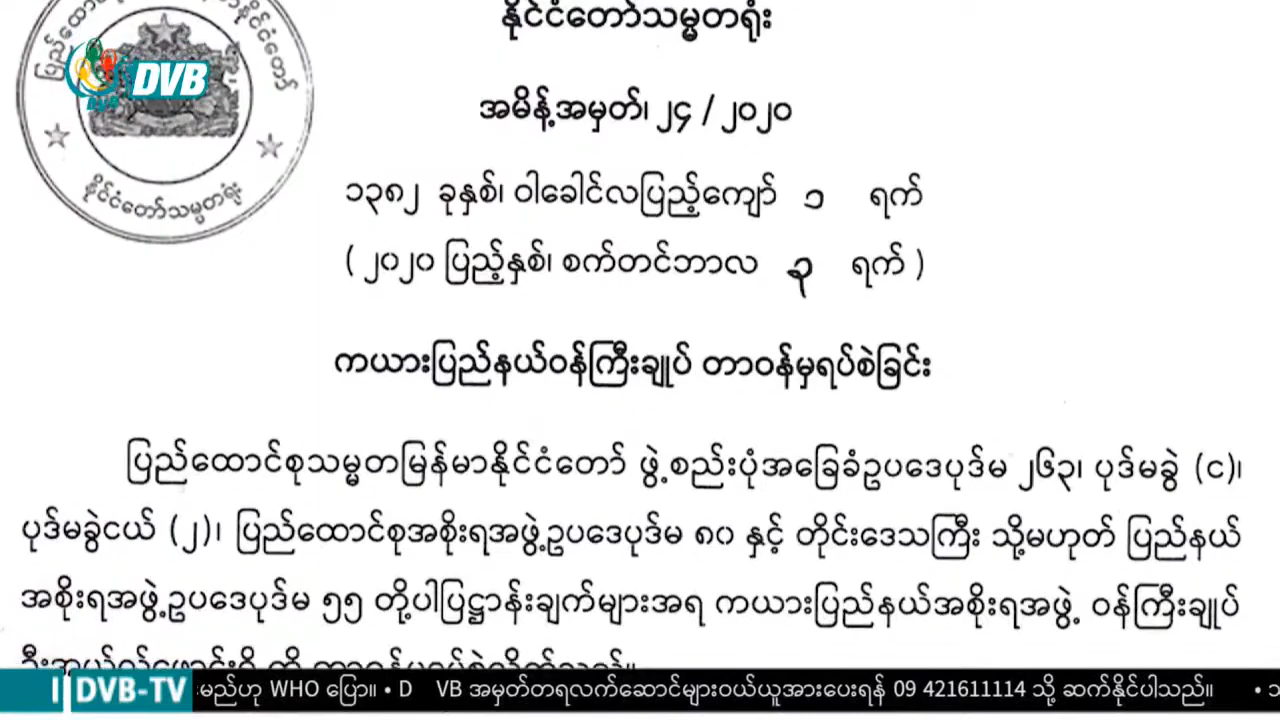 နိုင်ငံတော်သမ္မတရုံး
DVB
အမိန့်အမှတ်၊ ၂၄ / ၂၀၂၀
၁၃၈၂ ခုနှစ်၊ ဝါခေါင်လပြည့်ကျော် ၁ ရက်
( ၂၀၂၀ ပြည့်နှစ်၊ စက်တင်ဘာလ ၃ ရက် )
နိုင်ငံတော်သမ္မတရုံး
ကယားပြည်နယ်ဝန်ကြီးချုပ် တာဝန်မှရပ်စဲခြင်း
ပြည်ထောင်စုသမ္မတမြန်မာနိုင်ငံတော် ဖွဲ့စည်းပုံအခြေခံဥပဒေပုဒ်မ ၂၆၃၊ ပုဒ်မခွဲ (င)၊
ပုဒ်မခွဲငယ် (၂)၊ ပြည်ထောင်စုအစိုးရအဖွဲ့ဥပဒေပုဒ်မ ၈၀ နှင့် တိုင်းဒေသကြီး သို့မဟုတ် ပြည်နယ်
အစိုးရအဖွဲ့ဥပဒေပုဒ်မ ၅၅ တို့ပါပြဋ္ဌာန်းချက်များအရ ကယားပြည်နယ်အစိုးရအဖွဲ့ ဝန်ကြီးချုပ်
DVB-TV းမည်ဟု WHO ပြော။ • D VB အမှတ်တရလက်ဆောင်များဝယ်ယူအားပေးရန် 09 421611114 သို့ ဆက်နိုင်ပါသည်။ •